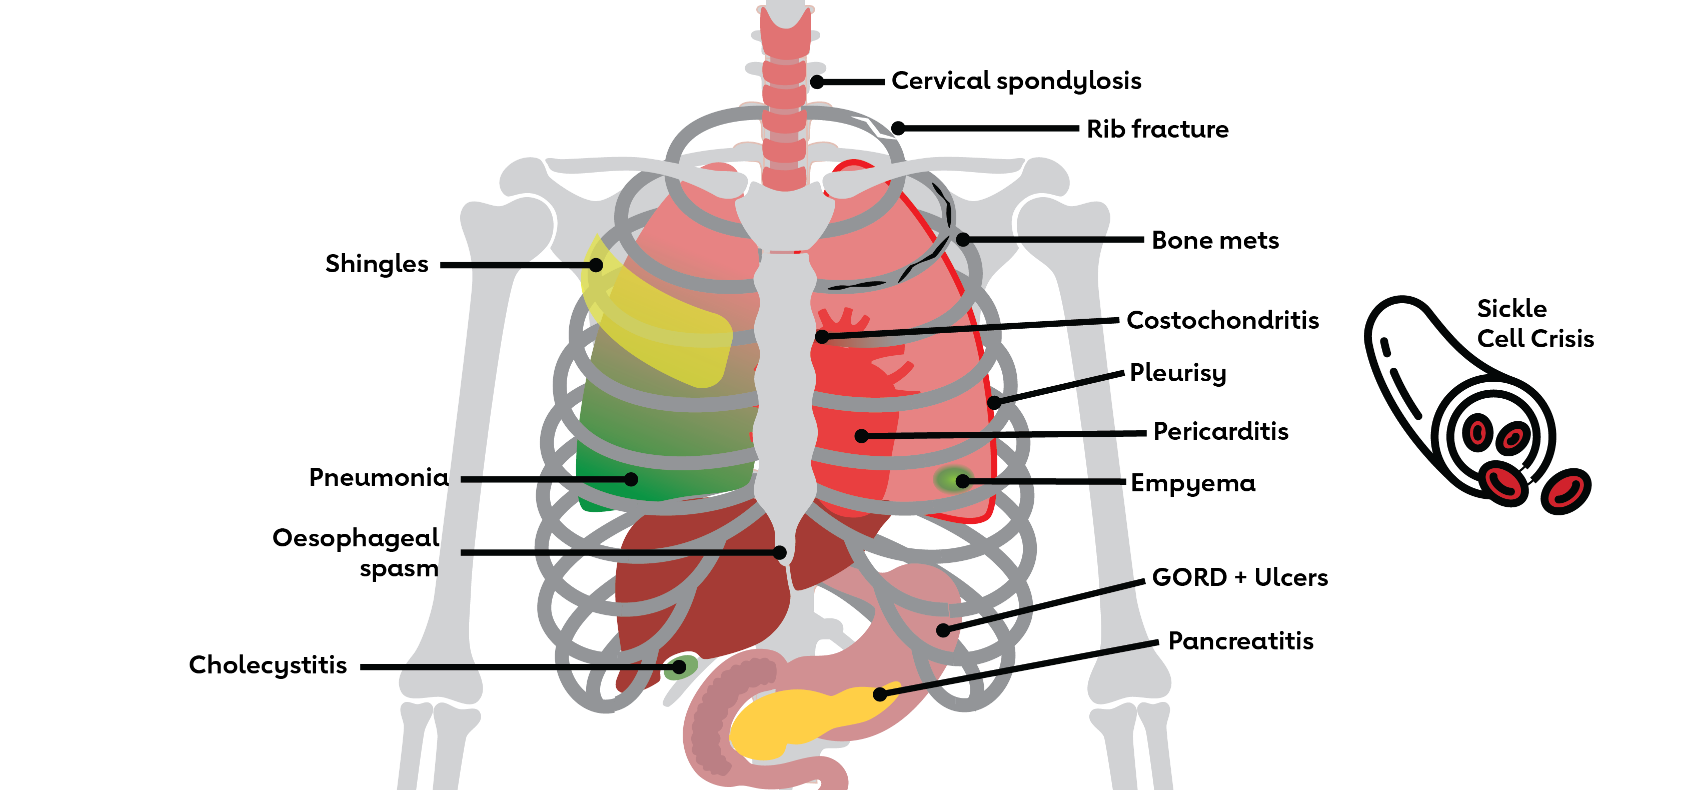 Cervical spondylosis
Rib fracture
Bone mets
Shingles
Costochondritis
Sickle
Cell Crisis
Pleurisy
Pericarditis
Pneumonia
Empyema
Oesophageal
spasm
GORD + Ulcers
Pancreatitis
Cholecystitis